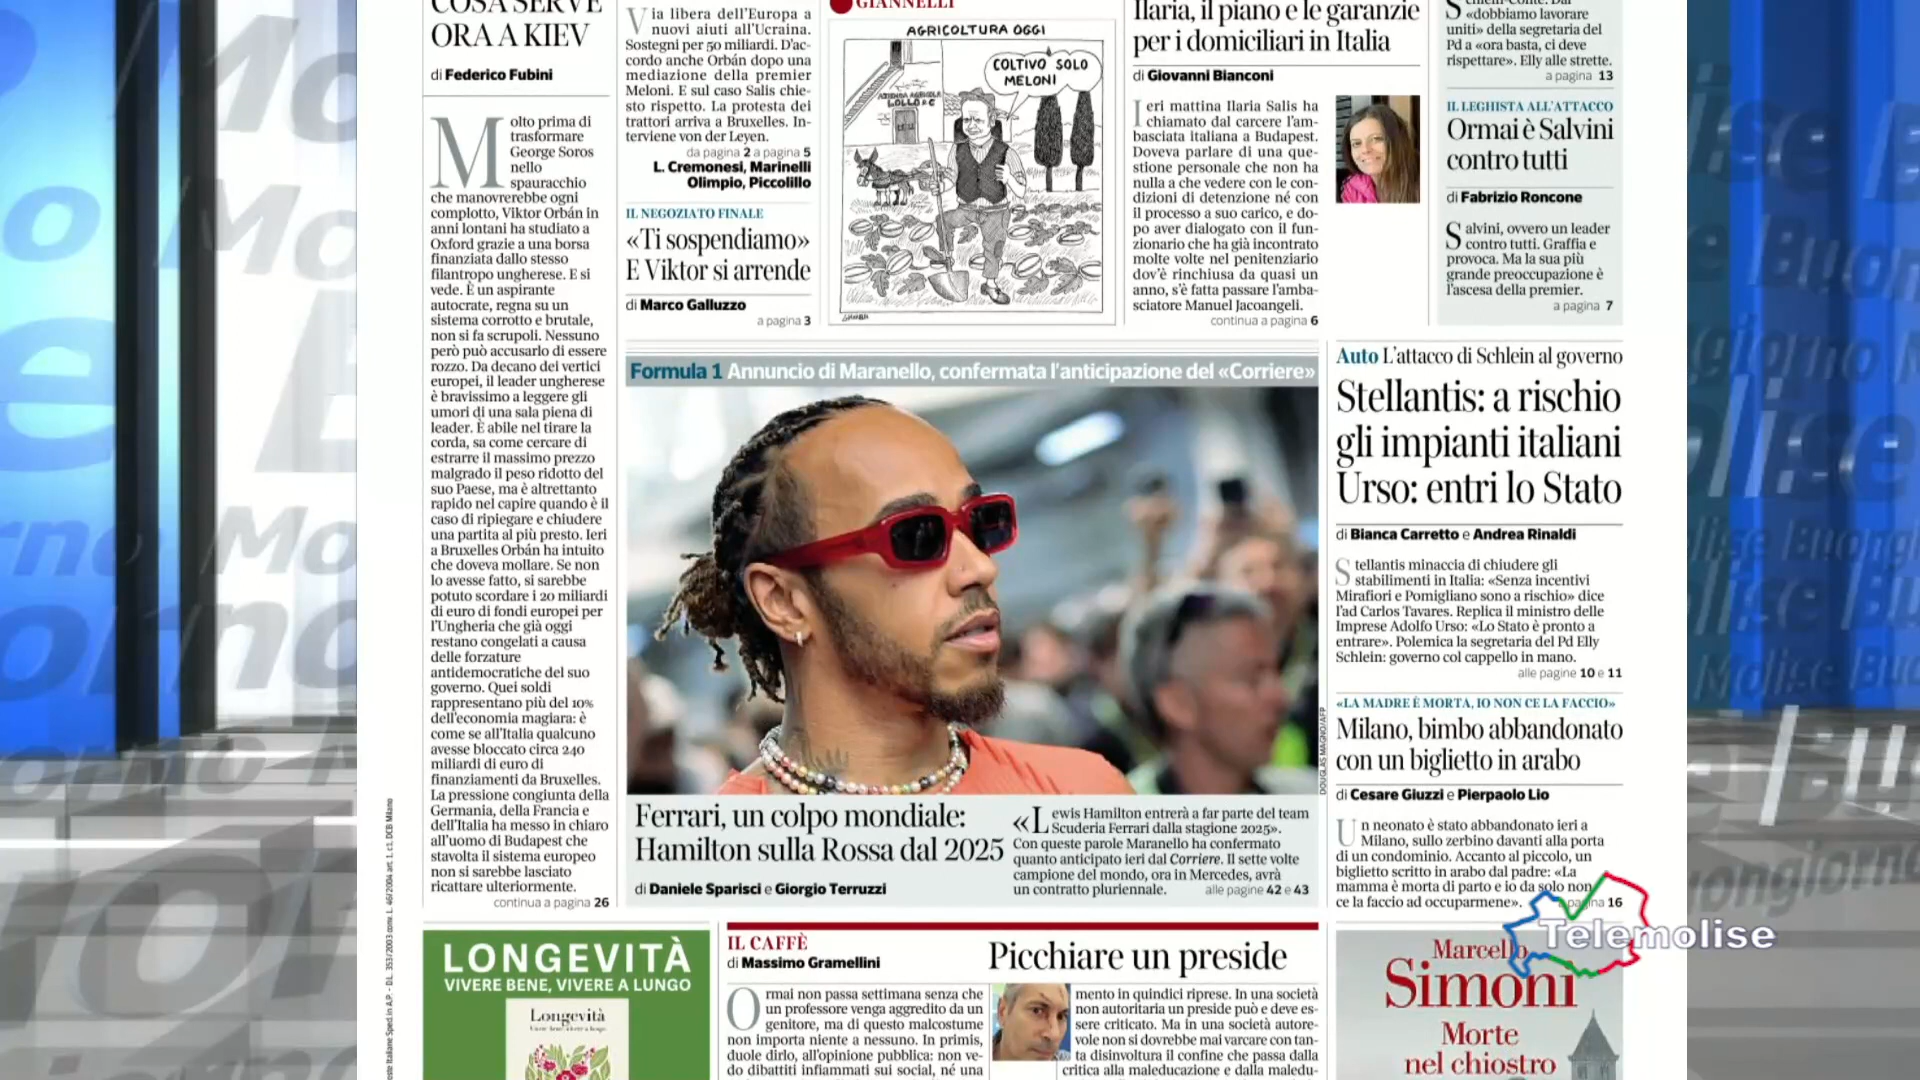 COSA SERVE
ORA A KIEV
di Federico Fubini
Molto prima di
trasformare
George Soros
nello
spauracchio
che manovrerebbe ogni
complotto, Viktor Orbán in
anni lontani ha studiato a
Oxford grazie a una borsa
finanziata dallo stesso
filantropo ungherese. E si
vede. È un aspirante
autocrate, regna su un
sistema corrotto e brutale,
non si fa scrupoli. Nessuno
però può accusarlo di essere
rozzo. Da decano dei vertici
europei, il leader ungherese
è bravissimo a leggere gli
umori di una sala piena di
leader. È abile nel tirare la
corda, sa come cercare di
estrarre il massimo prezzo
malgrado il peso ridotto del
suo Paese, ma è altrettanto
rapido nel capire quando è il
caso di ripiegare e chiudere
una partita al più presto. Ieri
a Bruxelles Orbán ha intuito
che doveva mollare. Se non
lo avesse fatto, si sarebbe
potuto scordare i 20 miliardi
di euro di fondi europei per
l'Ungheria che già oggi
restano congelati a causa
delle forzature
antidemocratiche del suo
governo. Quei soldi
rappresentano più del 10%
dell'economia magiara: è
come se all'Italia qualcuno
avesse bloccato circa 240
miliardi di euro di
finanziamenti da Bruxelles.
La pressione congiunta della
Germania, della Francia e
dell'Italia ha messo in chiaro
all'uomo di Budapest che
stavolta il sistema europeo
non si sarebbe lasciato
ricattare ulteriormente.
continua a pagina 26
Via libera dell'Europa a
nuovi aiuti all'Ucraina.
Sostegni per 50 miliardi. D'ac-
cordo anche Orbán dopo una
mediazione della premier
Meloni. E sul caso Salis chie-
sto rispetto. La protesta dei
trattori arriva a Bruxelles. In-
terviene von der Leyen.
da pagina 2 a pagina 5
L. Cremonesi, Marinelli
Olimpio, Piccolillo
IL NEGOZIATO FINALE
«Ti sospendiamo»
E Viktor si arrende
di Marco Galluzzo
a pagina 3
GIANNELLI
AGRICOLTURA OGGI
COLTIVO SOLO
MELONI
AZIENDA AGRICOLA
LOLLO & C
Ilaria, il piano e le garanzie
per i domiciliari in Italia
di Giovanni Bianconi
Ieri mattina Ilaria Salis ha
chiamato dal carcere l'am-
basciata italiana a Budapest.
Doveva parlare di una que-
stione personale che non ha
nulla a che vedere con le con-
dizioni di detenzione né con
il processo a suo carico, e do-
po aver dialogato con il fun-
zionario che ha già incontrato
molte volte nel penitenziario
dov'è rinchiusa da quasi un
anno, s'è fatta passare l'amba-
sciatore Manuel Jacoangeli.
continua a pagina 6
«dobbiamo lavorare
uniti» della segretaria del
Pd a «ora basta, ci deve
rispettare». Elly alle strette.
a pagina 13
IL LEGHISTA ALL'ATTACCO
Ormai è Salvini
contro tutti
di Fabrizio Roncone
Salvini, ovvero un leader
contro tutti. Graffia e
provoca. Ma la sua più
grande preoccupazione è
l'ascesa della premier.
a pagina 7
Formula 1 Annuncio di Maranello, confermata l'anticipazione del «Corriere»
DOUGLAS MAGNO/AFP
Ferrari, un colpo mondiale:
Hamilton sulla Rossa dal 2025
di Daniele Sparisci e Giorgio Terruzzi
«Lewis Hamilton entrerà a far parte del team
Scuderia Ferrari dalla stagione 2025».
Con queste parole Maranello ha confermato
quanto anticipato ieri dal Corriere. Il sette volte
campione del mondo, ora in Mercedes, avrà
un contratto pluriennale. alle pagine 42 e 43
Auto L'attacco di Schlein al governo
Stellantis: a rischio
gli impianti italiani
Urso: entri lo Stato
di Bianca Carretto e Andrea Rinaldi
Stellantis minaccia di chiudere gli
stabilimenti in Italia: «Senza incentivi
Mirafiori e Pomigliano sono a rischio» dice
l'ad Carlos Tavares. Replica il ministro delle
Imprese Adolfo Urso: «Lo Stato è pronto a
entrare». Polemica la segretaria del Pd Elly
Schlein: governo col cappello in mano.
alle pagine 10 e 11
«LA MADRE È MORTA, IO NON CE LA FACCIO»
Milano, bimbo abbandonato
con un biglietto in arabo
di Cesare Giuzzi e Pierpaolo Lio
Un neonato è stato abbandonato ieri a
Milano, sullo zerbino davanti alla porta
di un condominio. Accanto al piccolo, un
biglietto scritto in arabo dal padre: «La
mamma è morta di parto e io da solo non
ce la faccio ad occuparmene». a pagina 16
LONGEVITÀ
VIVERE BENE, VIVERE A LUNGO
Longevità
IL CAFFÈ
di Massimo Gramellini
Picchiare un preside
Ormai non passa settimana senza che
un professore venga aggredito da un
genitore, ma di questo malcostume
non importa niente a nessuno. In primis,
duole dirlo, all'opinione pubblica: non ve-
do dibattiti infiammati sui social, né una
mento in quindici riprese. In una società
non autoritaria un preside può e deve es-
sere criticato. Ma in una società autore-
vole non si dovrebbe mai varcare con tan-
ta disinvoltura il confine che passa dalla
critica alla maleducazione e dalla maledu-
Marcello
Simoni
Morte
nel chiostro
Telemolise